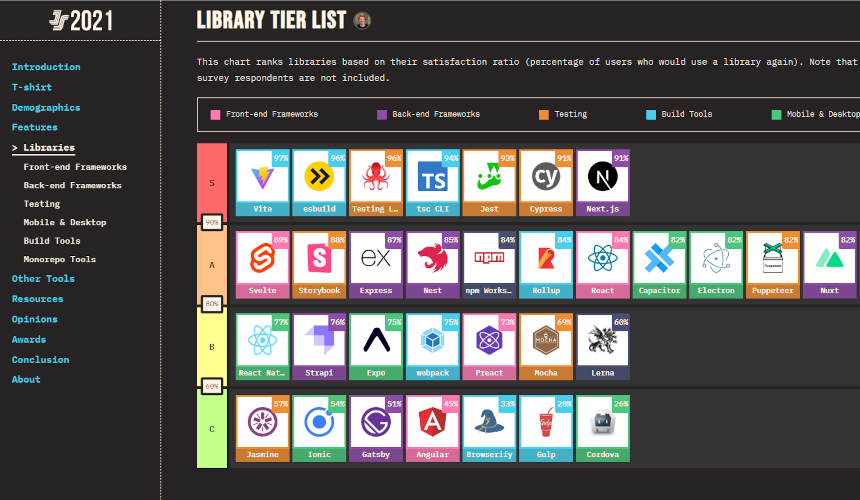 2021
Introduction
T-shirt
Demographics
Features
> Libraries
Front-end Frameworks
Back-end Frameworks
Testing
Mobile & Desktop
Build Tools
Monorepo Tools
Other Tools
Resources
Opinions
Awards
Conclusion
About
LIBRARY TIER LIST
This chart ranks libraries based on their satisfaction ratio (percentage of users who would use a library again). Note that
survey respondents are not included.
Front-end Frameworks Back-end Frameworks Testing Build Tools Mobile & Desktop
S
97% 96% 96% 94% 93% 91% 91%
TS cy N
Vite esbuild Testing L… tsc CLI Jest Cypress Next.js
90%
A
89% 88% 87% 85% 84% 84% 84% 82% 82% 82% 82%
S ex npm Puppeteer
Svelte Storybook Express Nest npm Works… Rollup React Capacitor Electron Puppeteer Nuxt
80%
B
77% 76% 75% 75% 73% 69% 60%
MOCHA
React Nat… Strapi Expo webpack Preact Mocha Lerna
60%
C
57% 54% 51% 45% 33% 28% 26%
A Gulp
Jasmine Ionic Gatsby Angular Browserify Gulp Cordova